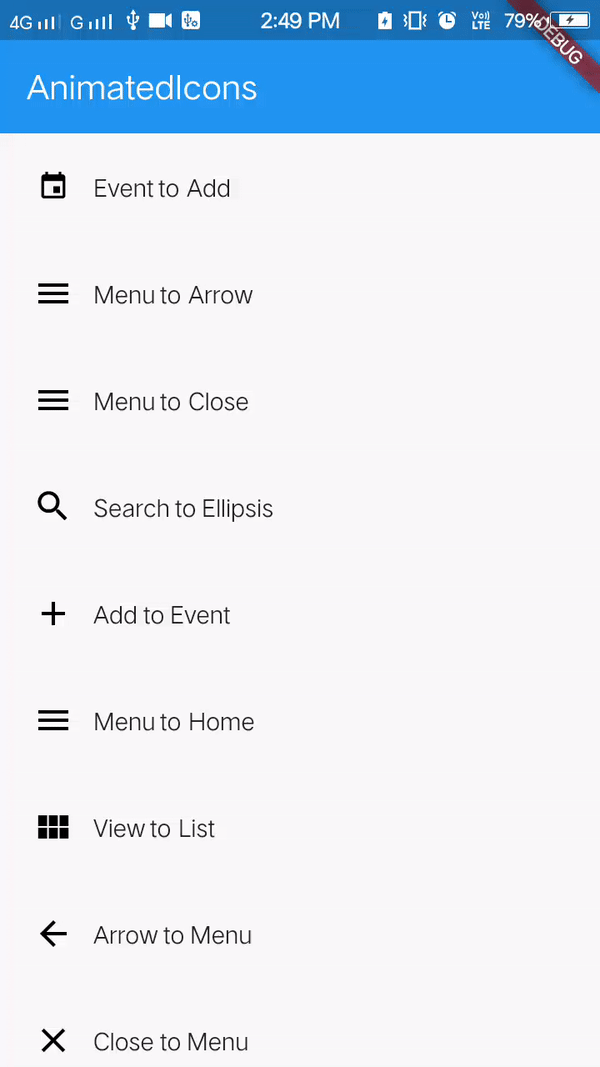 4G G 2:49 PM Vo)) LTE 79%
DEBUG
AnimatedIcons
Event to Add
Menu to Arrow
Menu to Close
Search to Ellipsis
Add to Event
Menu to Home
View to List
Arrow to Menu
Close to Menu